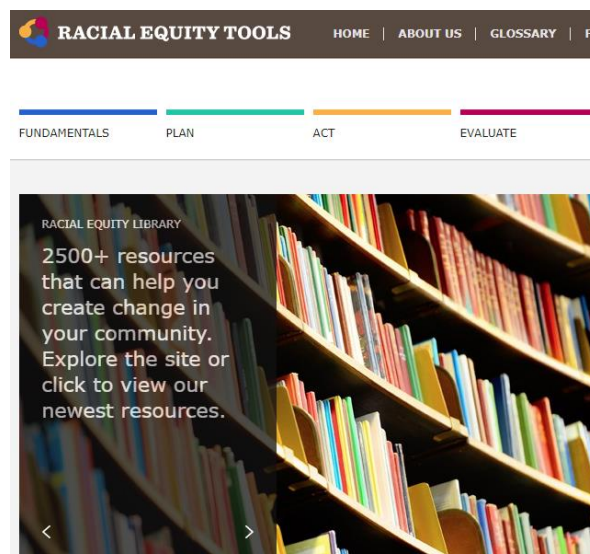 RACIAL EQUITY TOOLS HOME | ABOUT US | GLOSSARY |
FUNDAMENTALS PLAN ACT EVALUATE
RACIAL EQUITY LIBRARY
2500+ resources
that can help you
create change in
your community.
Explore the site or
click to view our
newest resources.